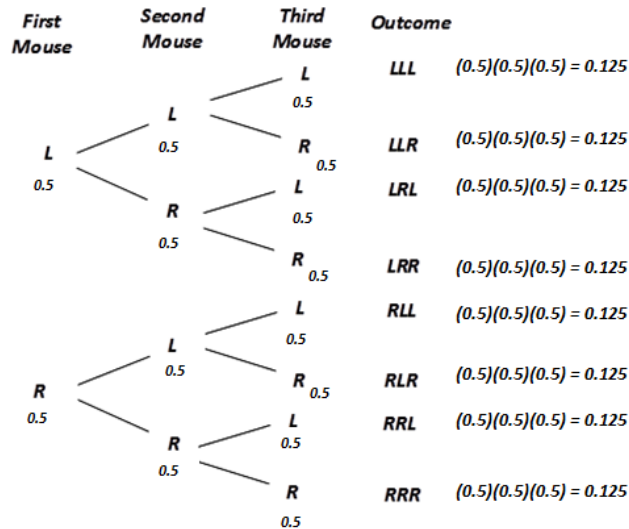 First Mouse Second Mouse Third Mouse Outcome
L LLL (0.5)(0.5)(0.5) = 0.125
0.5
L
0.5
R LLR (0.5)(0.5)(0.5) = 0.125
0.5
L
0.5
L LRL (0.5)(0.5)(0.5) = 0.125
0.5
R
0.5
R LRR (0.5)(0.5)(0.5) = 0.125
0.5
L RLL (0.5)(0.5)(0.5) = 0.125
0.5
L
0.5
R RLR (0.5)(0.5)(0.5) = 0.125
0.5
R
0.5
L RRL (0.5)(0.5)(0.5) = 0.125
0.5
R
0.5
R RRR (0.5)(0.5)(0.5) = 0.125
0.5